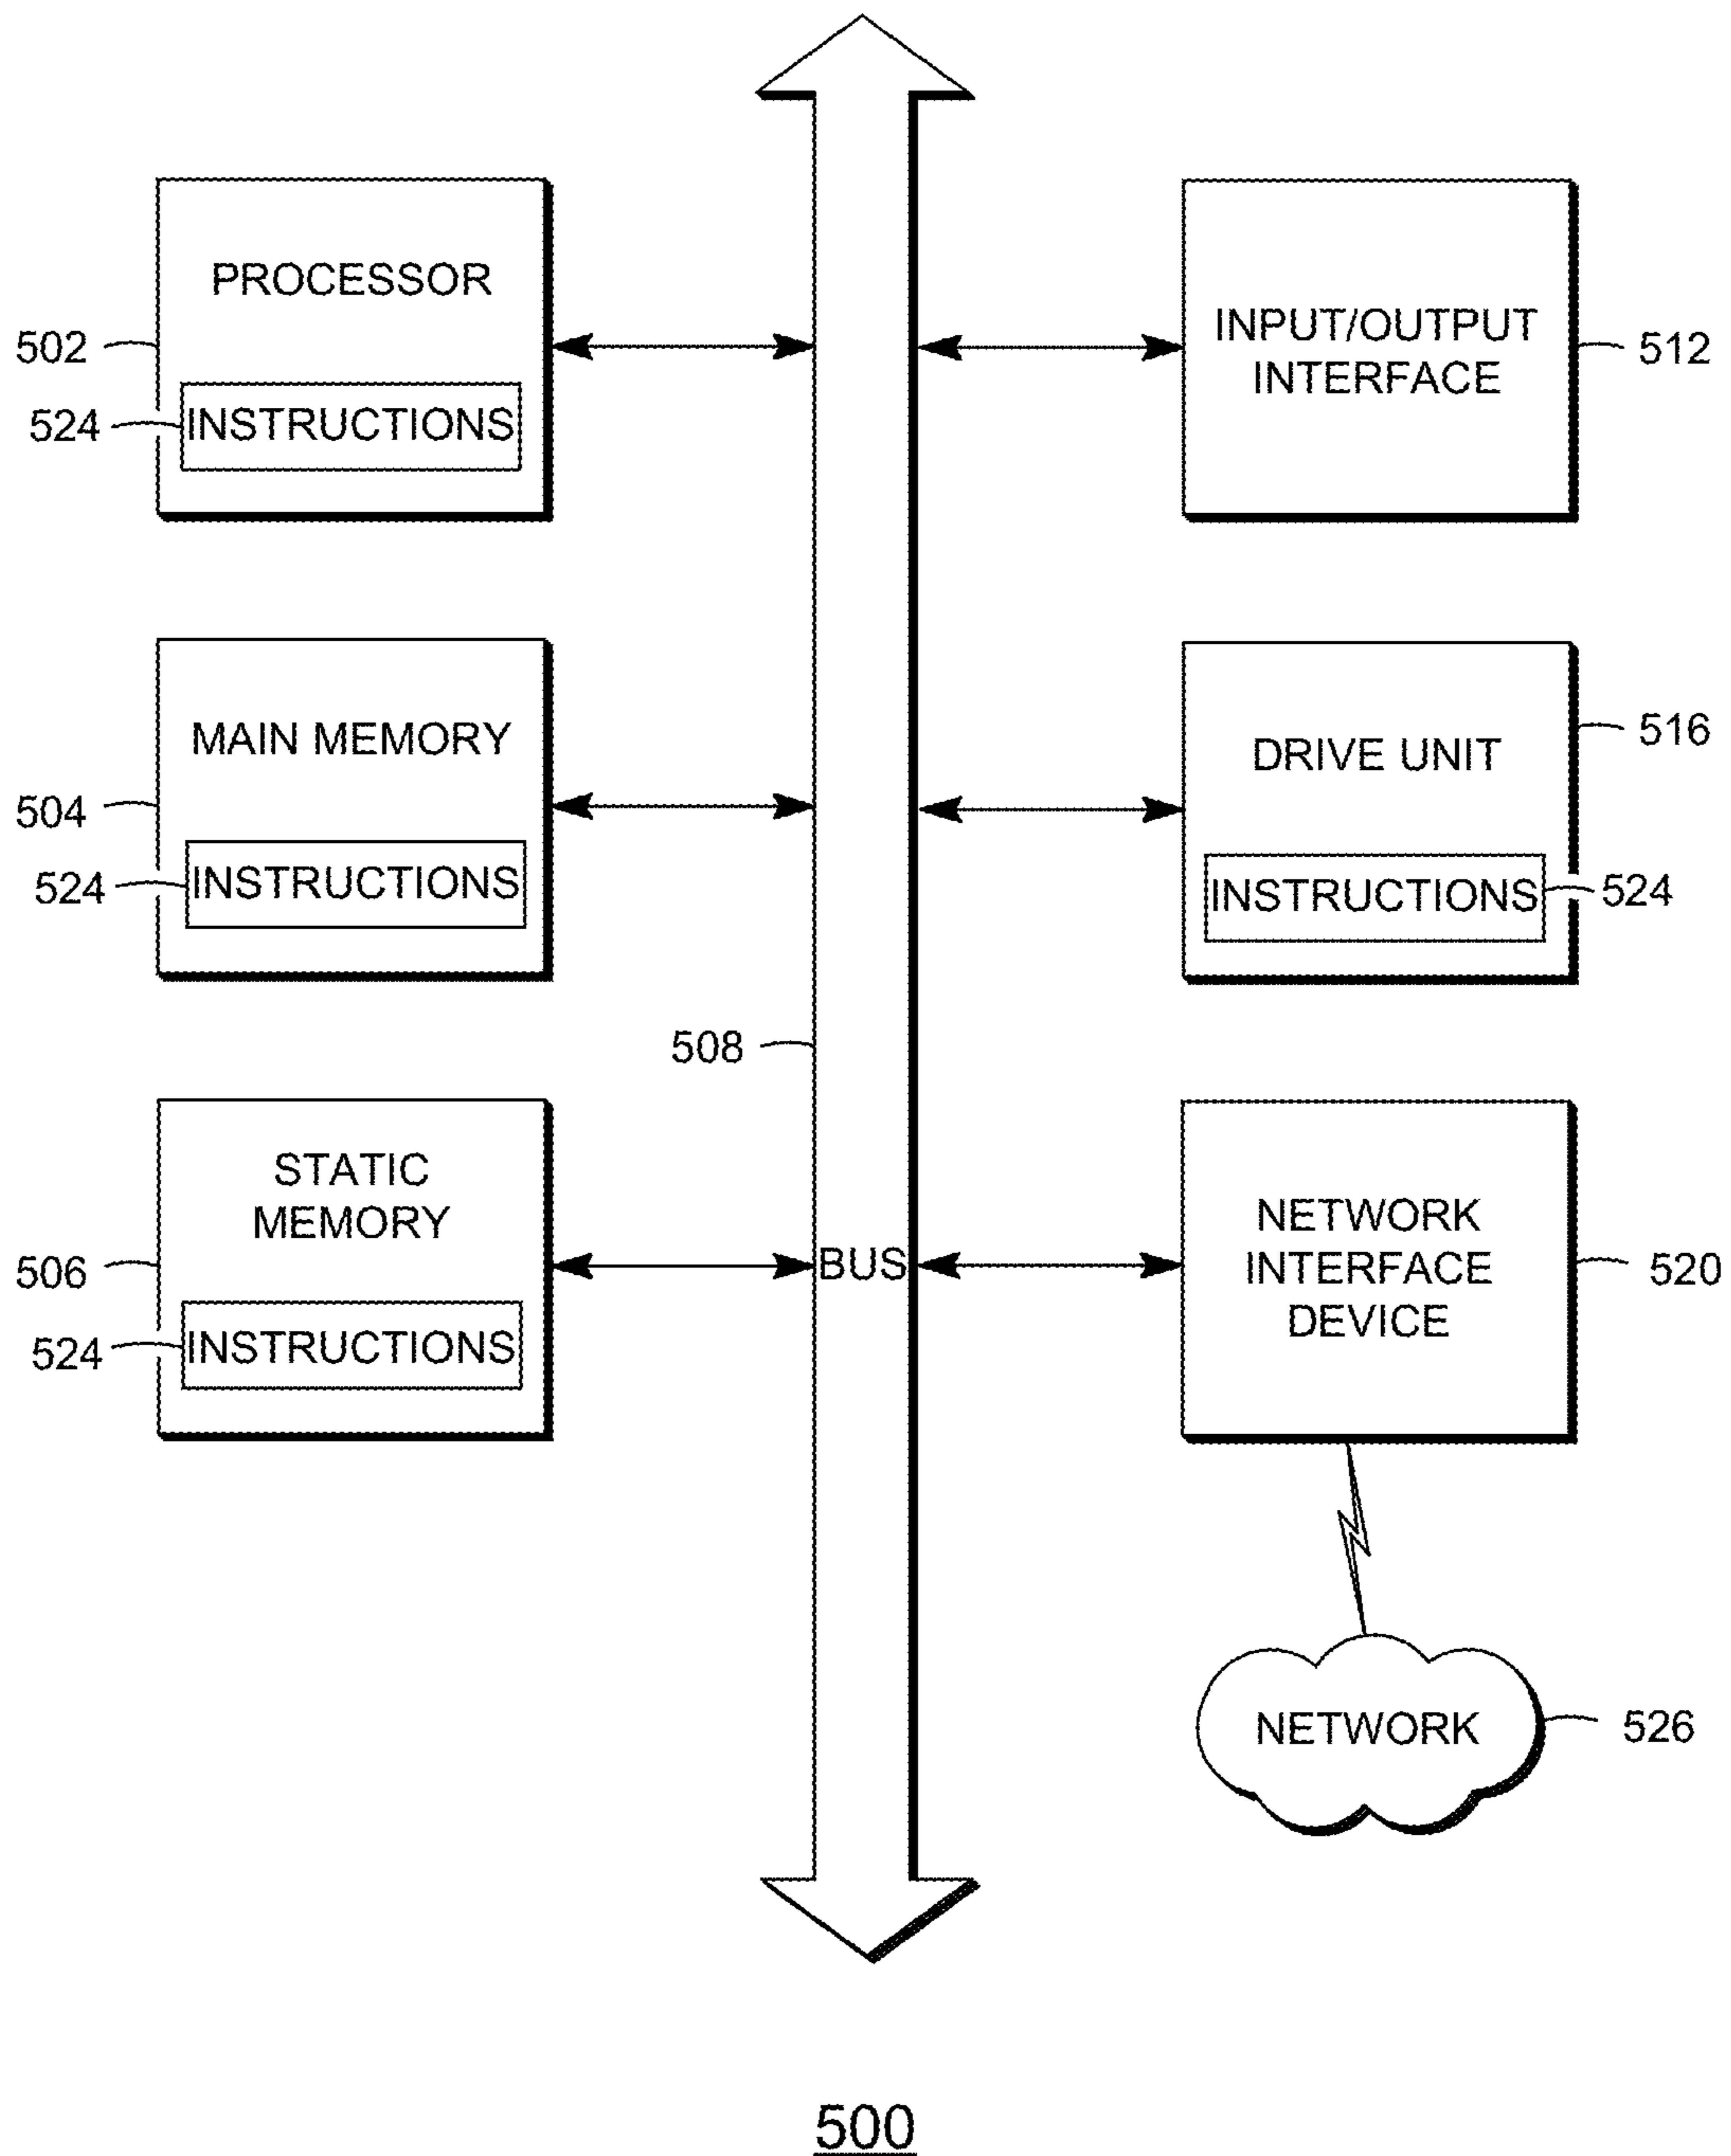 PROCESSOR
502
524
INSTRUCTIONS
MAIN MEMORY
504
524
INSTRUCTIONS
STATIC
MEMORY
506
524
INSTRUCTIONS
508
BUS
INPUT/OUTPUT
INTERFACE
512
DRIVE UNIT
516
INSTRUCTIONS
524
NETWORK
INTERFACE
DEVICE
520
NETWORK
526
500